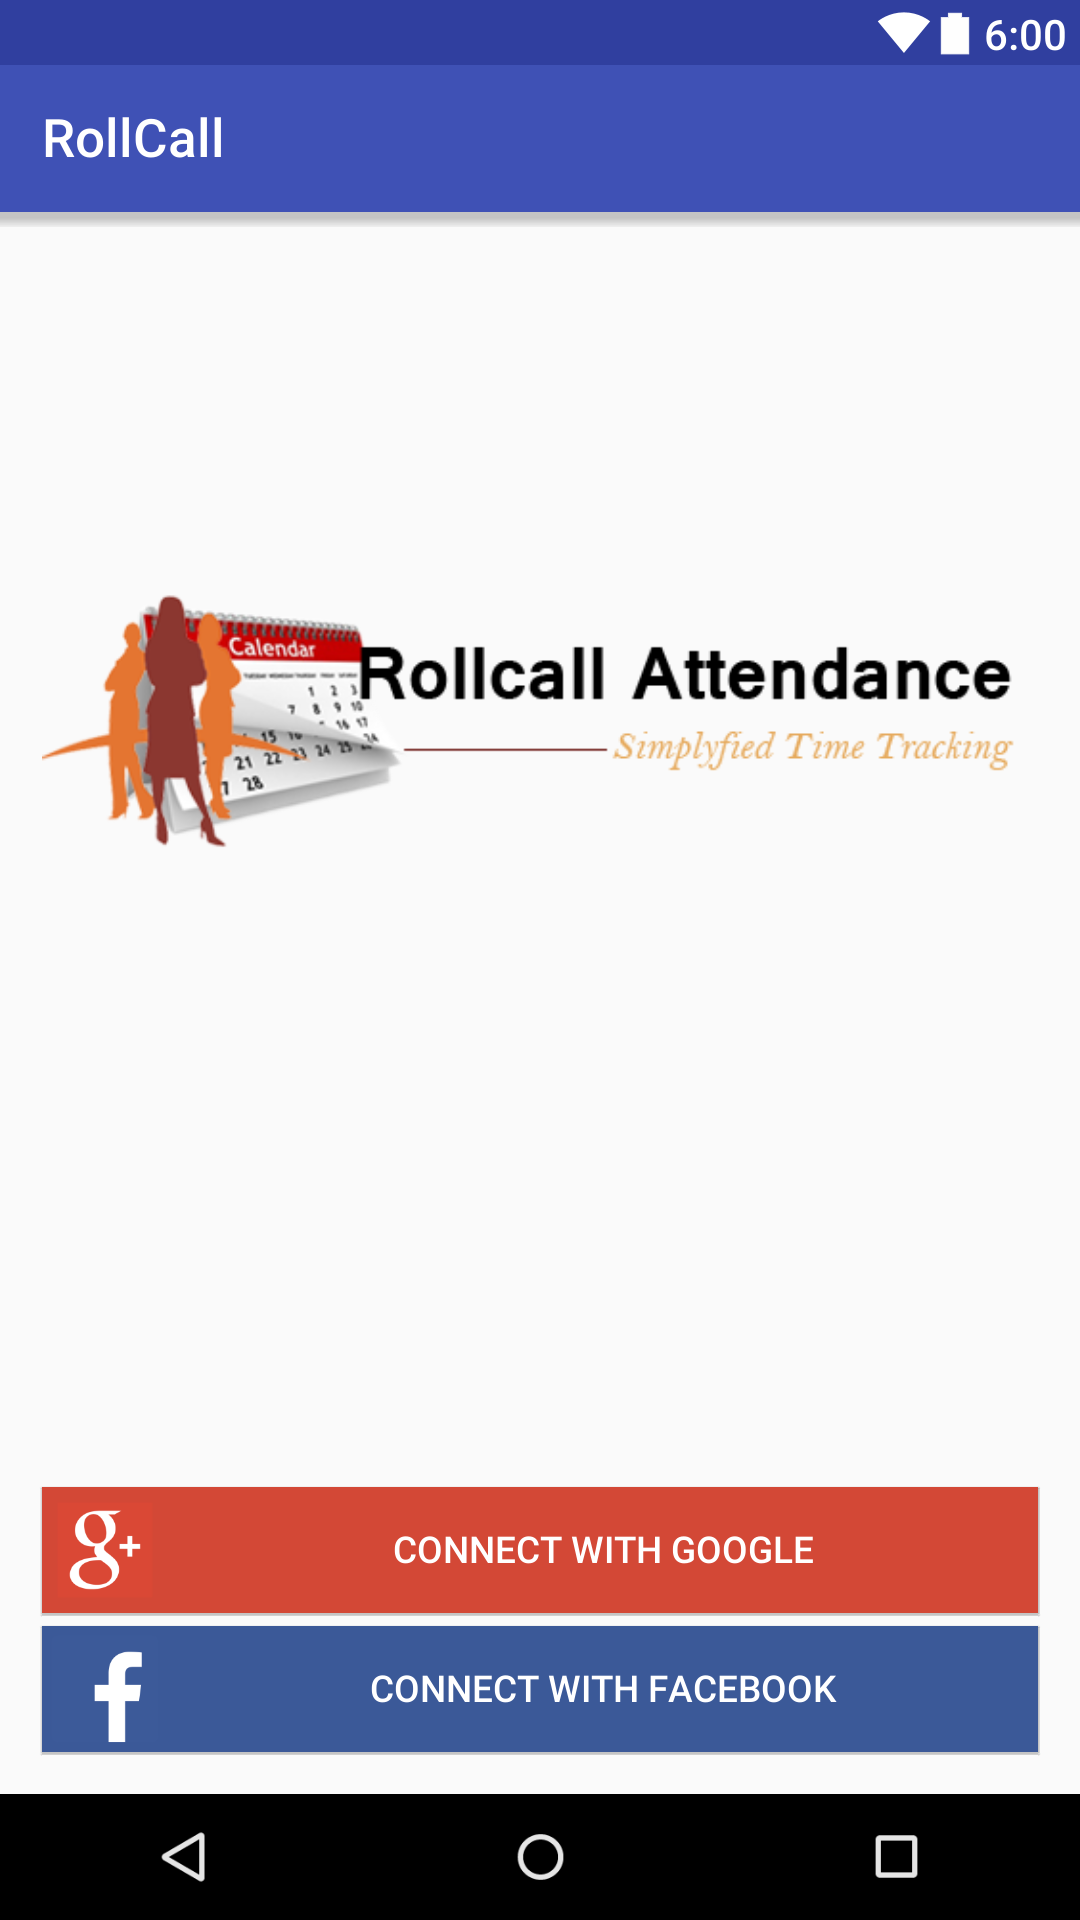 6:00
RollCall
Calendar
1 2 3
7 8 9 10
15 16 16 17
21 22 23 24 25
28
Rollcall Attendance
Simplyfied Time Tracking
g+
CONNECT WITH GOOGLE
f
CONNECT WITH FACEBOOK